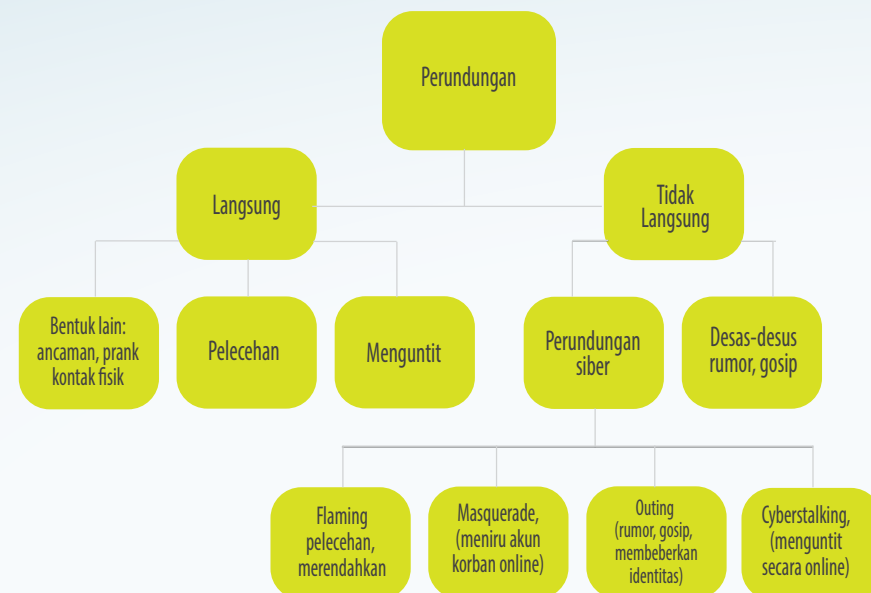 Perundungan
Langsung
Tidak
Langsung
Bentuk lain:
ancaman, prank
kontak fisik
Pelecehan
Menguntit
Perundungan
siber
Desas-desus
rumor, gosip
Flaming
pelecehan,
merendahkan
Masquerade,
(meniru akun
korban online)
Outing
(rumor, gosip,
membeberkan
identitas)
Cyberstalking,
(menguntit
secara online)